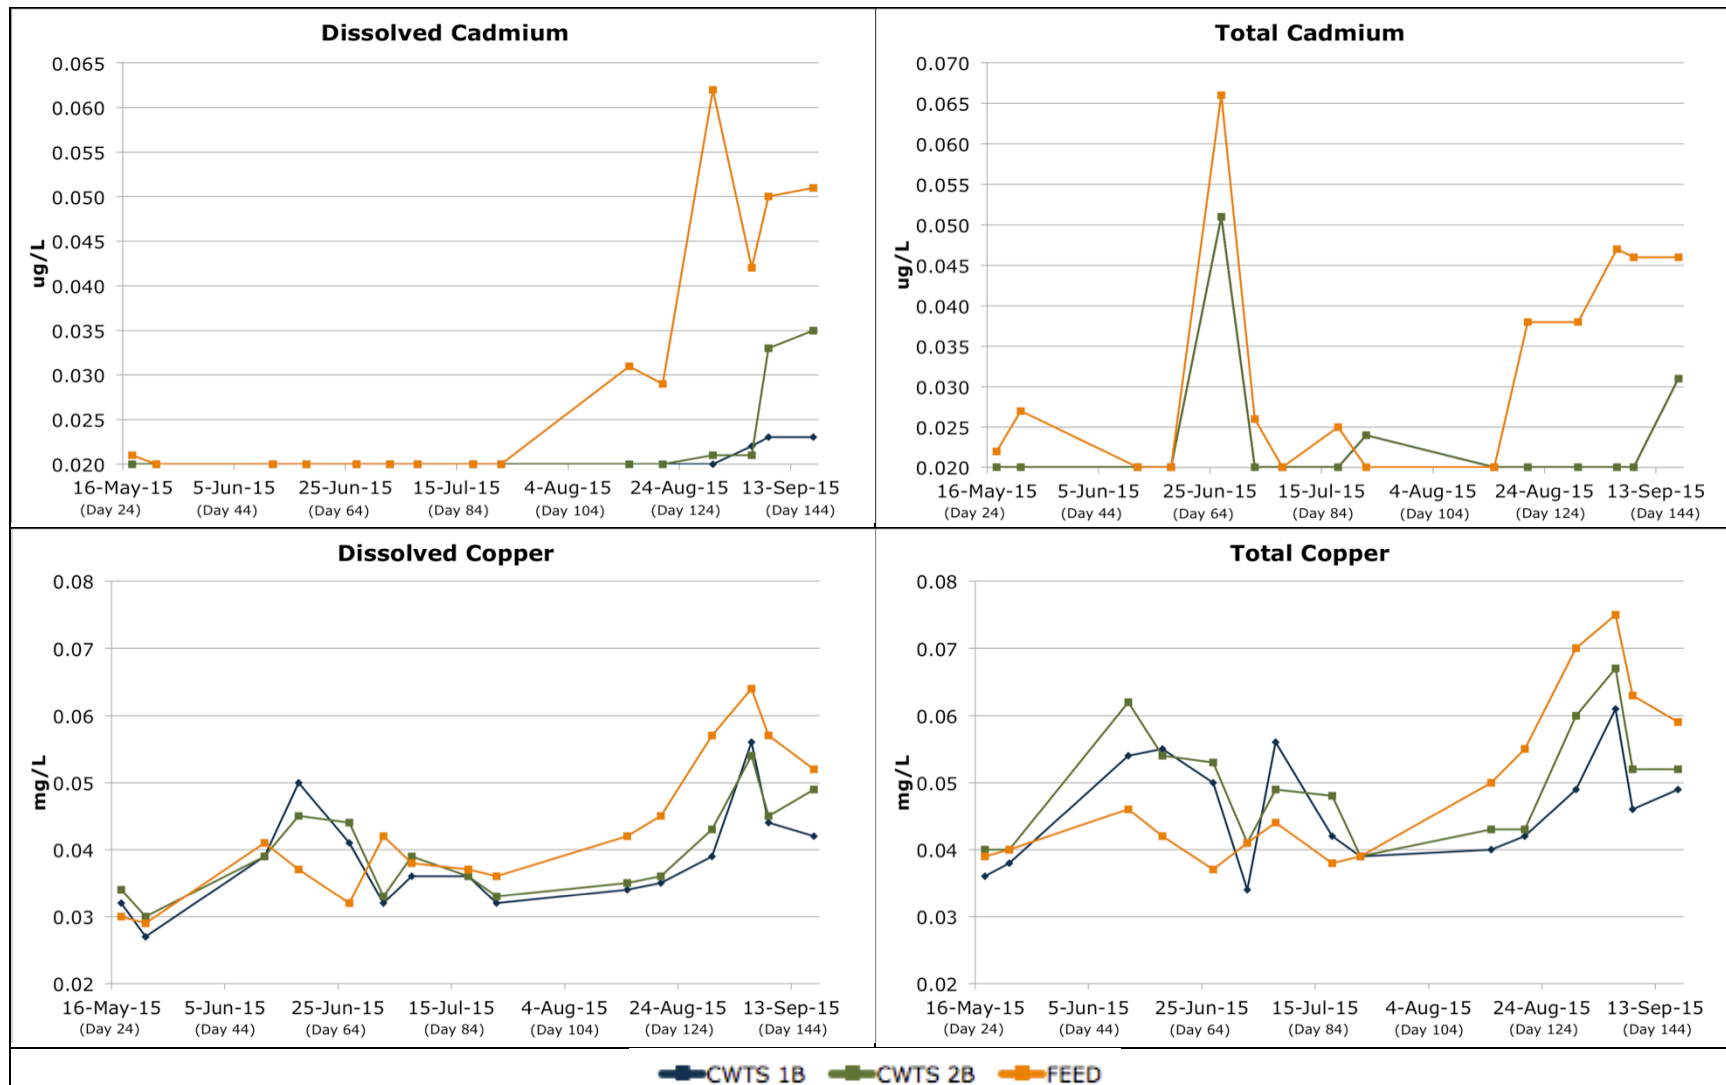 Dissolved Cadmium
0.065
0.060
0.055
0.050
0.045
0.040
0.035
0.030
0.025
0.020
ug/L
16-May-15 5-Jun-15 25-Jun-15 15-Jul-15 4-Aug-15 24-Aug-15 13-Sep-15
(Day 24) (Day 44) (Day 64) (Day 84) (Day 104) (Day 124) (Day 144)
Total Cadmium
0.070
0.065
0.060
0.055
0.050
0.045
0.040
0.035
0.030
0.025
0.020
ug/L
16-May-15 5-Jun-15 25-Jun-15 15-Jul-15 4-Aug-15 24-Aug-15 13-Sep-15
(Day 24) (Day 44) (Day 64) (Day 84) (Day 104) (Day 124) (Day 144)
Dissolved Copper
0.08
0.07
0.06
0.05
0.04
0.03
0.02
mg/L
16-May-15 5-Jun-15 25-Jun-15 15-Jul-15 4-Aug-15 24-Aug-15 13-Sep-15
(Day 24) (Day 44) (Day 64) (Day 84) (Day 104) (Day 124) (Day 144)
Total Copper
0.08
0.07
0.06
0.05
0.04
0.03
0.02
mg/L
16-May-15 5-Jun-15 25-Jun-15 15-Jul-15 4-Aug-15 24-Aug-15 13-Sep-15
(Day 24) (Day 44) (Day 64) (Day 84) (Day 104) (Day 124) (Day 144)
CWTS 1B CWTS 2B FEED